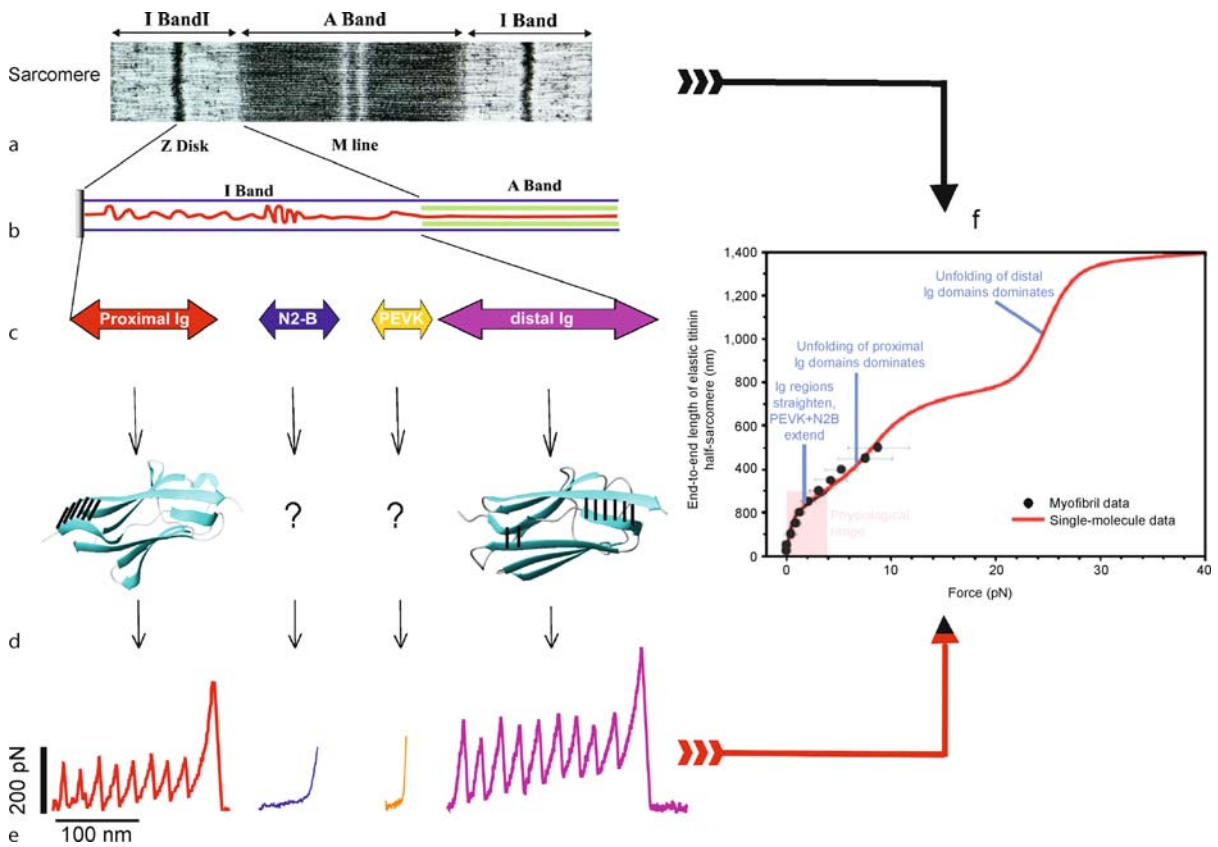 I BandI
A Band
I Band
Sarcomere
a
Z Disk
M line
I Band
A Band
b
Proximal Ig
N2-B
PEVK
distal Ig
c
?
?
d
200 pN
100 nm
e
f
End-to-end length of elastic titinin
half-sarcomere (nm)
1,400
1,200
1,000
800
600
400
800
0
0
10
20
30
40
Force (pN)
Unfolding of distal
Ig domains dominates
Unfolding of proximal
Ig domains dominates
Ig regions
straighten,
PEVK+N2B
extend
Physiological
range
Myofibril data
Single-molecule data